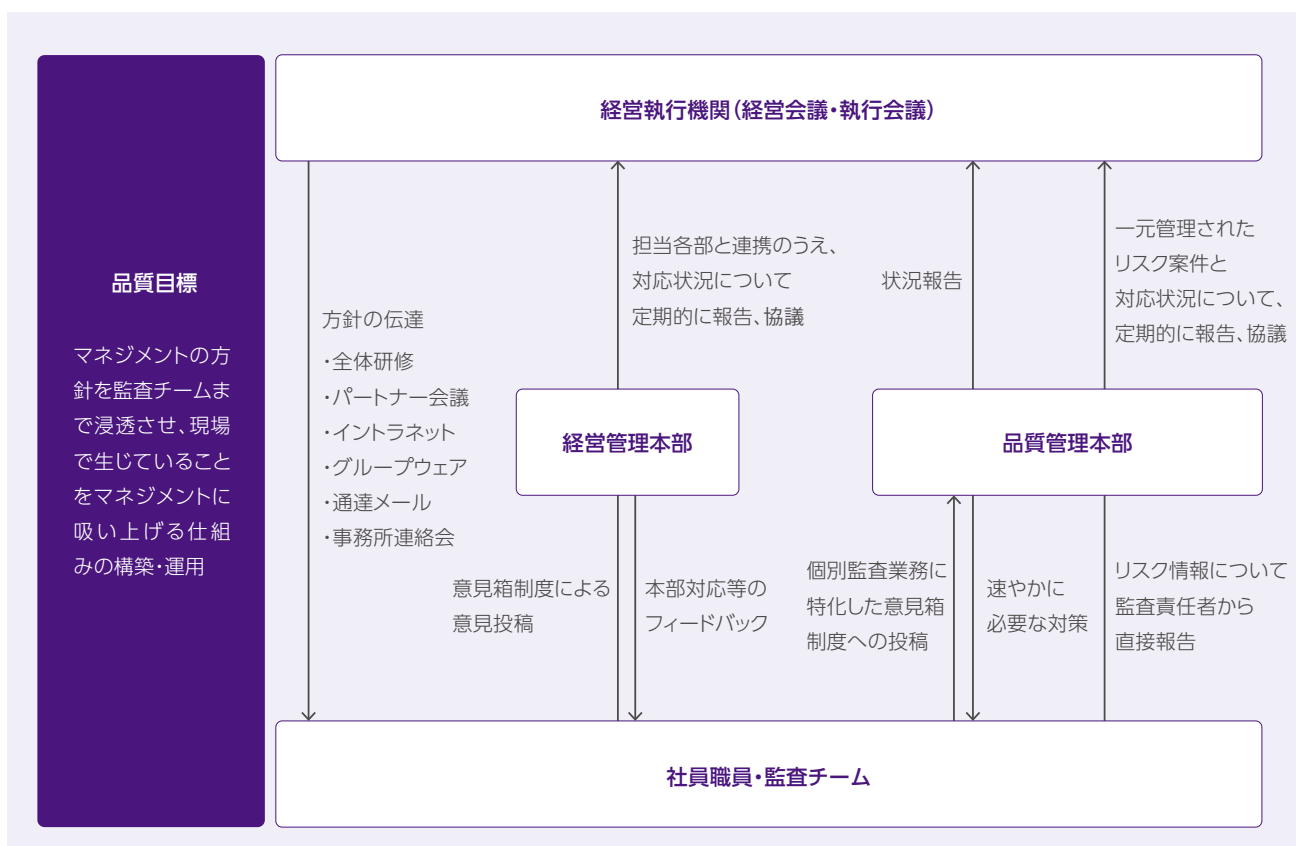 経営執行機関（経営会議・執行会議）
品質目標
マネジメントの方
針を監査チームま
で浸透させ、現場
で生じていること
をマネジメントに
吸い上げる仕組
みの構築・運用
方針の伝達
・全体研修
・パートナー会議
・イントラネット
・グループウェア
・通達メール
・事務所連絡会
担当各部と連携のうえ、
対応状況について
定期的に報告、協議
状況報告
一元管理された
リスク案件と
対応状況について、
定期的に報告、協議
経営管理本部
品質管理本部
意見箱制度による
意見投稿
本部対応等の
フィードバック
個別監査業務に
特化した意見箱
制度への投稿
速やかに
必要な対策
リスク情報について
監査責任者から
直接報告
社員職員・監査チーム